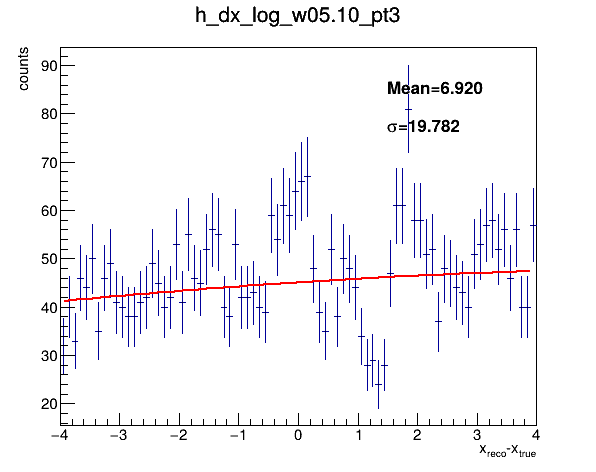 h_dx_log_w05.10_pt3
counts
90
80
70
60
50
40
30
20
Mean=6.920
σ=19.782
−4 −3 −2 −1 0 1 2 3 4
x_reco-x_true